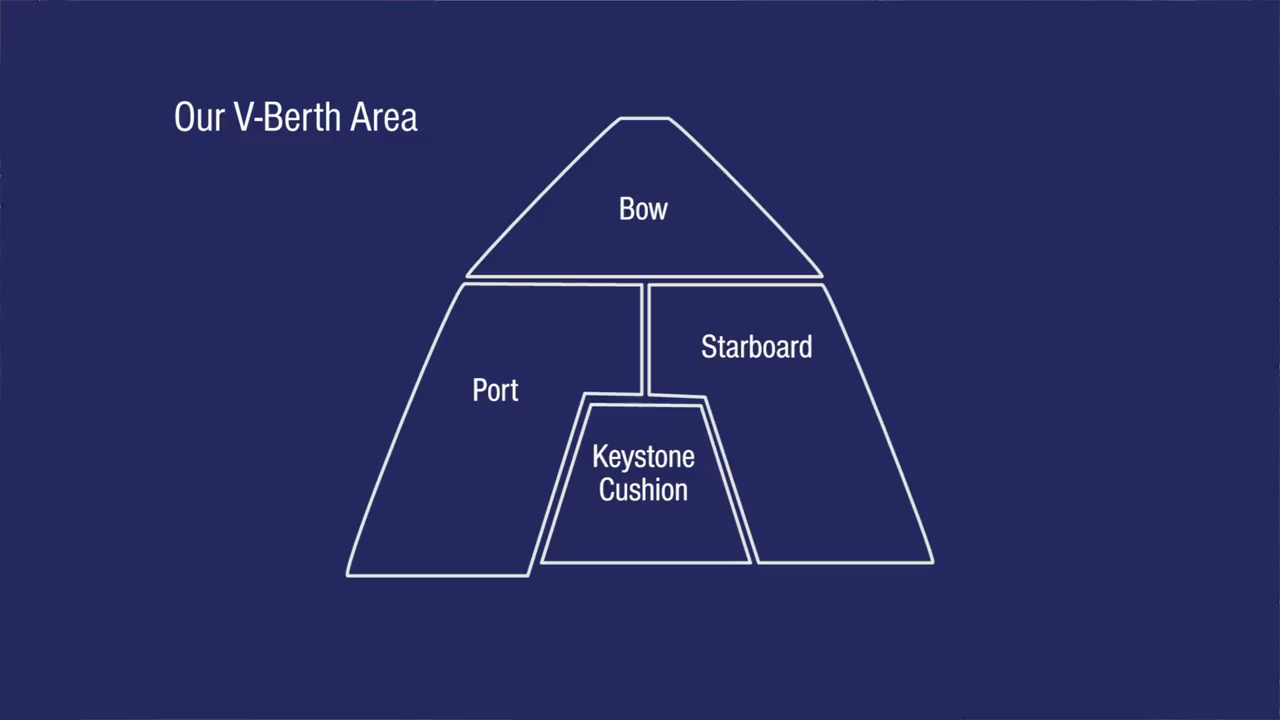 Our V-Berth Area
Bow
Starboard
Port
Keystone
Cushion